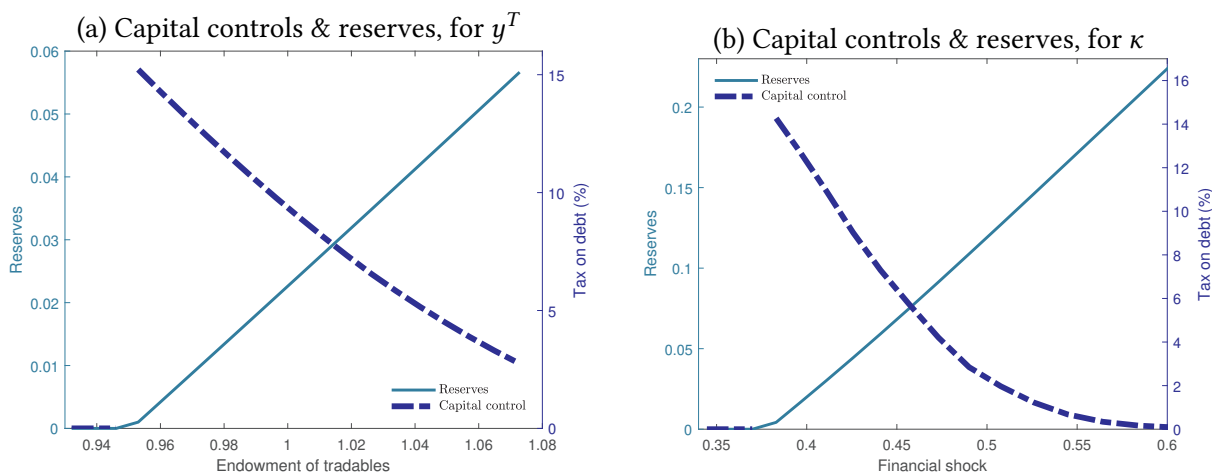 (a) Capital controls & reserves, for y^T
0.06
0.05
0.04
0.03
0.02
0.01
0
Reserves
15
10
5
0
Tax on debt (%)
Reserves
Capital control
0.94 0.96 0.98 1 1.02 1.04 1.06 1.08
Endowment of tradables
(b) Capital controls & reserves, for κ
Reserves
Capital control
0.2
0.15
0.1
0.05
0
Reserves
16
14
12
10
8
6
4
2
0
Tax on debt (%)
0.35 0.4 0.45 0.5 0.55 0.6
Financial shock